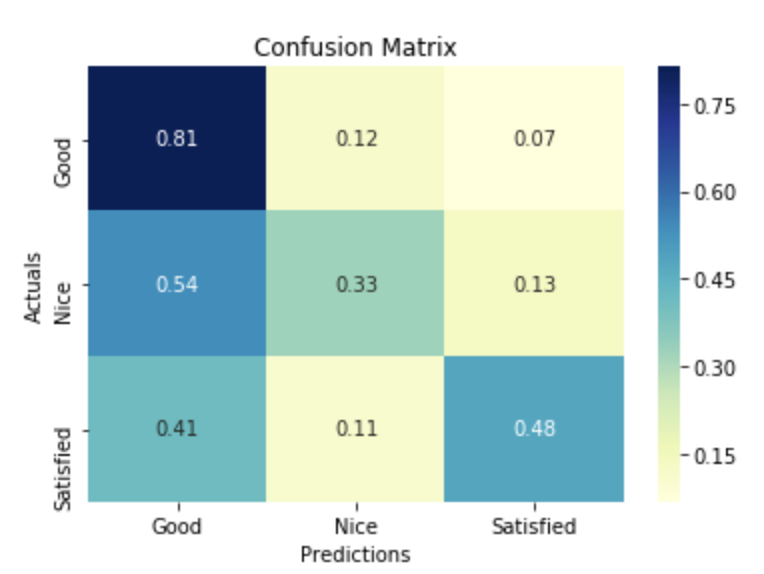 Confusion Matrix
Good 0.81 0.12 0.07
Actuals
Nice 0.54 0.33 0.13
Satisfied 0.41 0.11 0.48
Good Nice Satisfied
Predictions
0.75
0.60
0.45
0.30
0.15